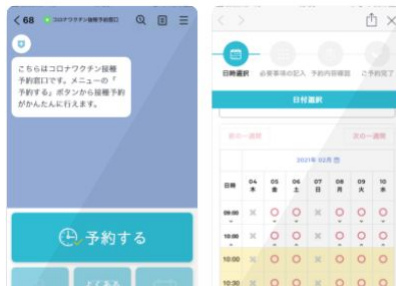 68
コロナワクチン接種予約窓口
こちらはコロナワクチン接種
予約窓口です。メニューの「
予約する」ボタンから接種予約
がかんたんに行えます。
予約する
よくある
日時選択
必要事項の記入
予約内容確認
ご予約完了
日付選択
前の一週間
次の一週間
2021年 02月
日時
04 05 06 07 08 09 10
木 金 土 日 月 火 水
09:00
10:00
10:30